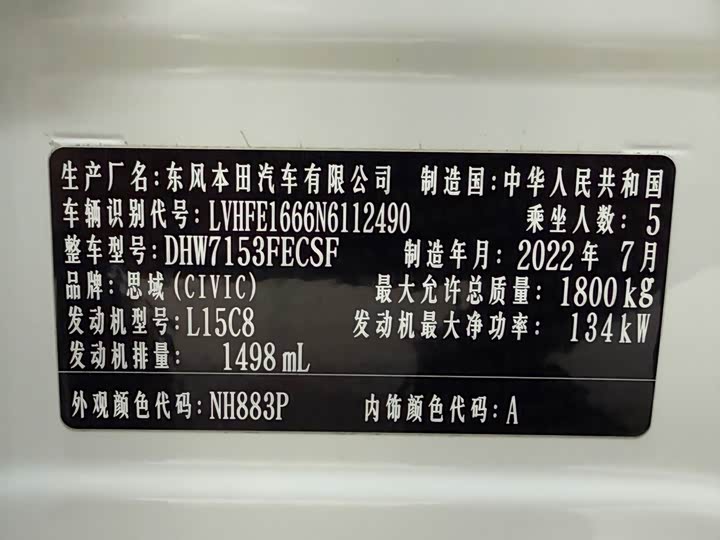 生产厂名:东风本田汽车有限公司 制造国:中华人民共和国
车辆识别代号:LVHFE1666N6112490 乘坐人数:5
整车型号:DHW7153FECSF 制造年月:2022年 7月
品牌:思域(CIVIC) 最大允许总质量:1800kg
发动机型号:L15C8 发动机最大净功率:134kW
发动机排量:1498mL
外观颜色代码:NH883P 内饰颜色代码:A